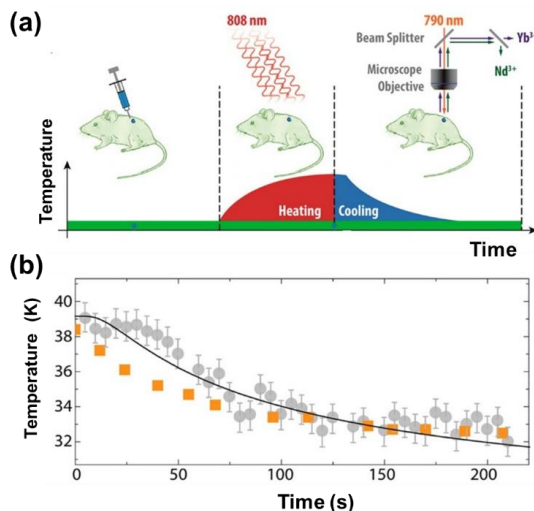 (a)
808 nm
790 nm
Beam Splitter
Yb³⁺
Microscope
Objective
Nd³⁺
Temperature
Heating
Cooling
Time
(b)
Temperature (K)
40
38
36
34
32
0
50
100
150
200
Time (s)